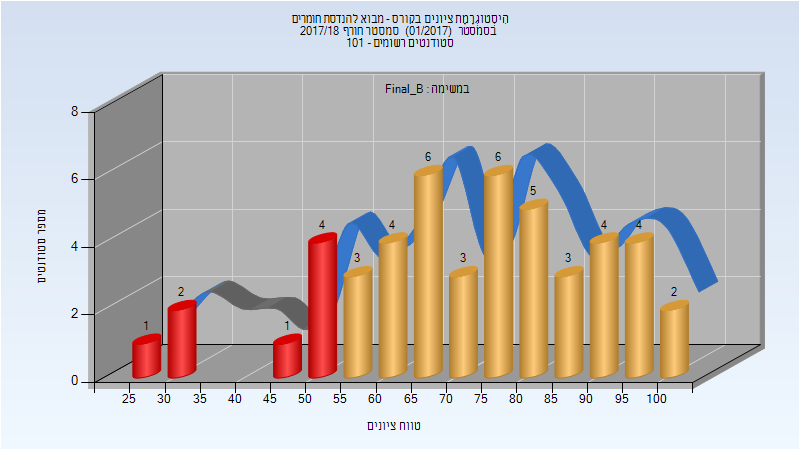 היסטוגרמת ציונים בקורס - מבוא להנדסת חומרים
בסמסטר (01/2017) סמסטר חורף 2017/18
סטודנטים רשומים - 101
במשימה : Final_B
מספר סטודנטים
8
6
4
2
0
1
2
1
4
3
4
6
3
6
5
3
4
4
2
25 30 35 40 45 50 55 60 65 70 75 80 85 90 95 100
טווח ציונים